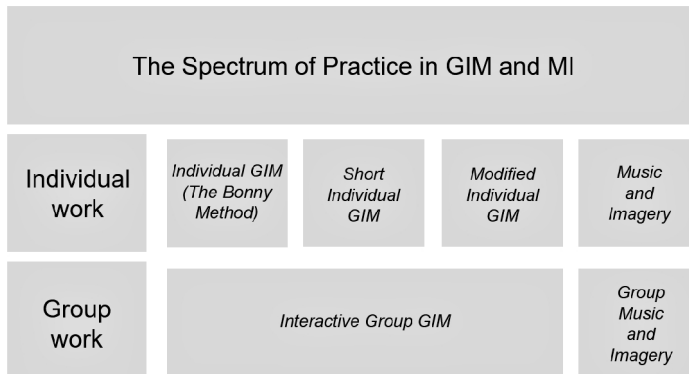 The Spectrum of Practice in GIM and MI
Individual
work
Individual GIM
(The Bonny
Method)
Short
Individual
GIM
Modified
Individual
GIM
Music
and
Imagery
Group
work
Interactive Group GIM
Group
Music
and
Imagery